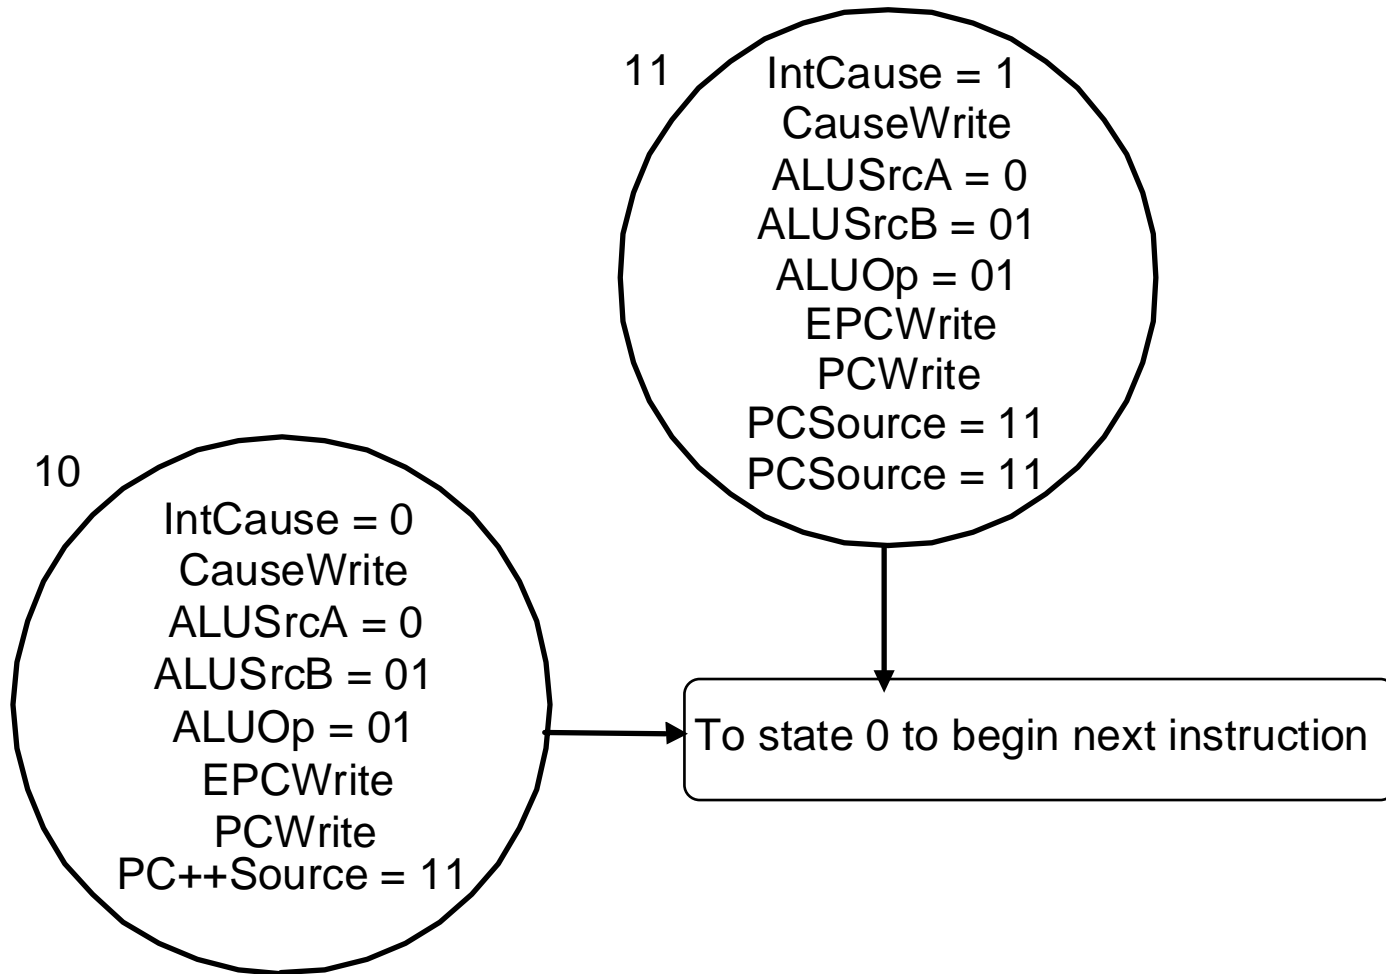 11
IntCause = 1
CauseWrite
ALUSrcA = 0
ALUSrcB = 01
ALUOp = 01
EPCWrite
PCWrite
PCSource = 11
PCSource = 11
10
IntCause = 0
CauseWrite
ALUSrcA = 0
ALUSrcB = 01
ALUOp = 01
EPCWrite
PCWrite
PC++Source = 11
To state 0 to begin next instruction